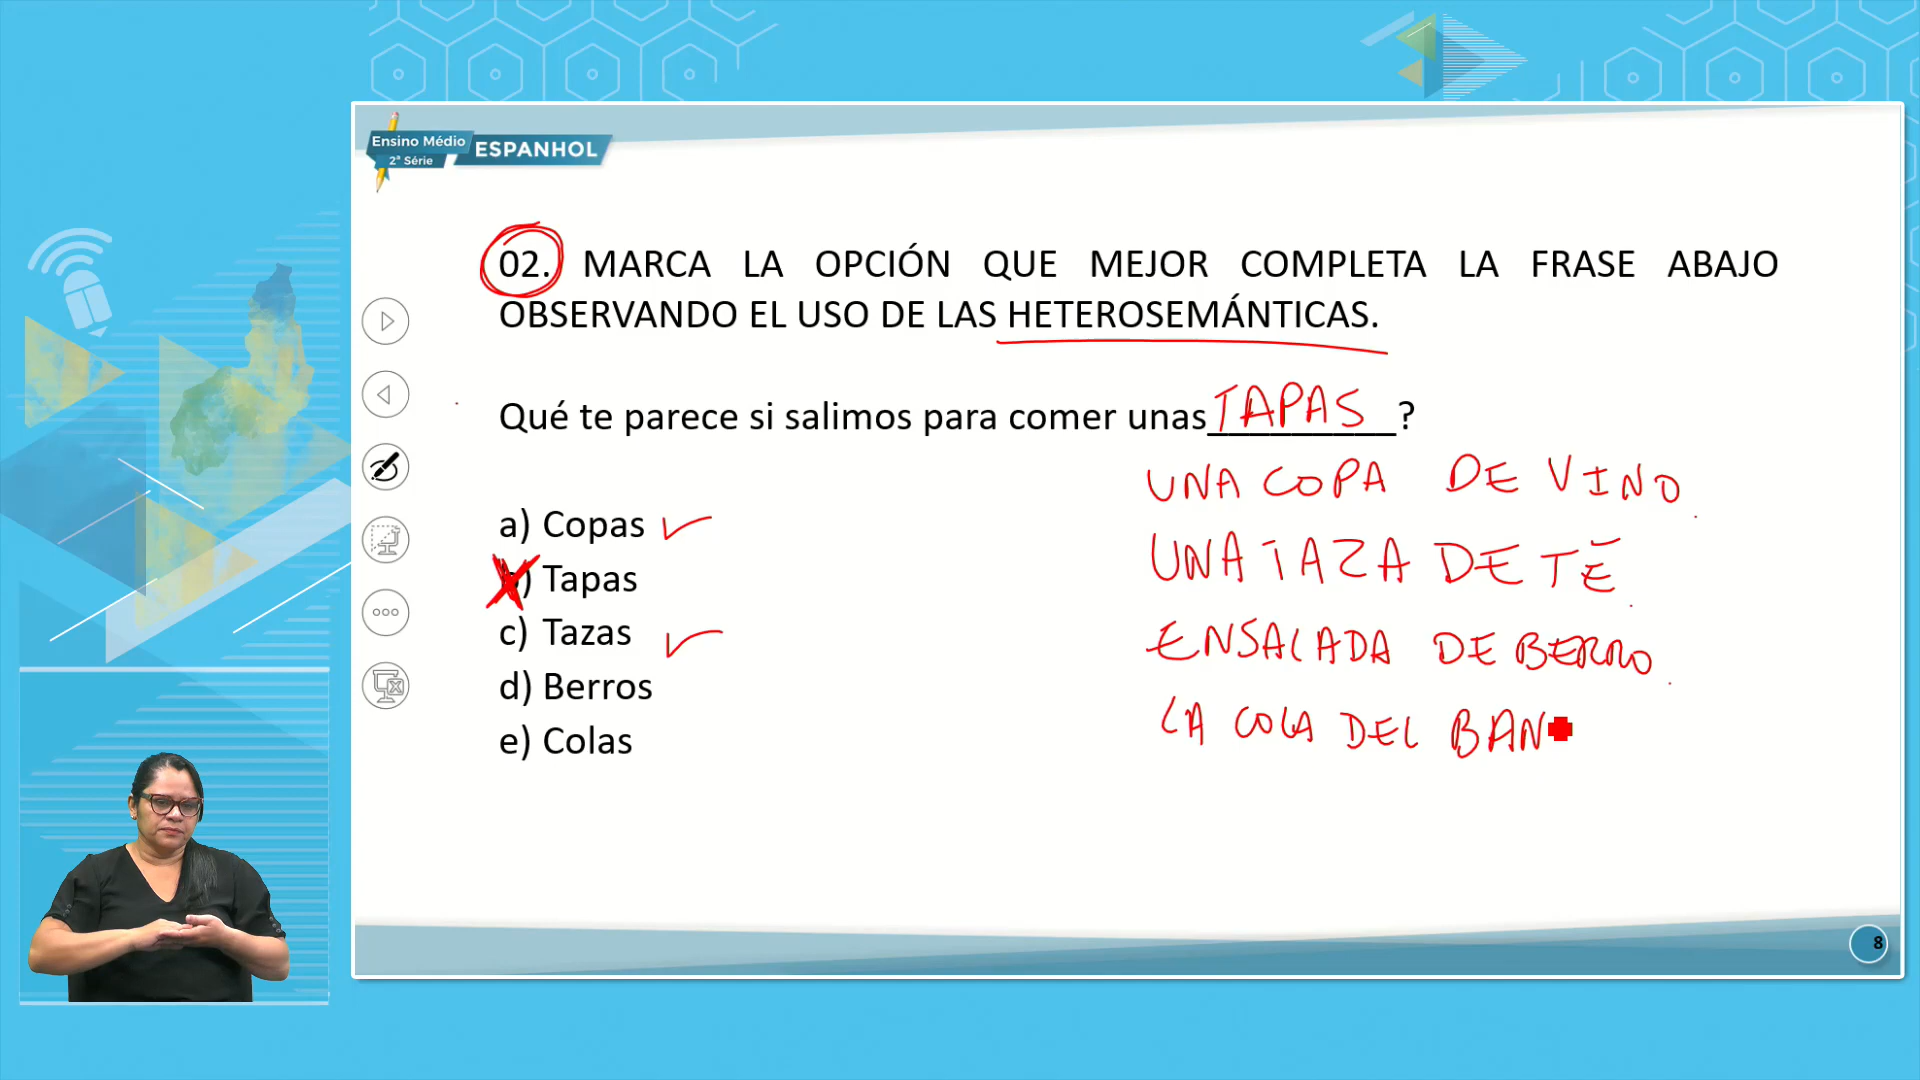 Ensino Médio
2ª Série
ESPANHOL
02. MARCA LA OPCIÓN QUE MEJOR COMPLETA LA FRASE ABAJO
OBSERVANDO EL USO DE LAS HETEROSEMÁNTICAS.
Qué te parece si salimos para comer unas TAPAS ?
UNA COPA DE VINO
a) Copas
UNA TAZA DE TÉ
b) Tapas
c) Tazas
ENSALADA DE BERRO
d) Berros
LA COLA DEL BAN
e) Colas
8